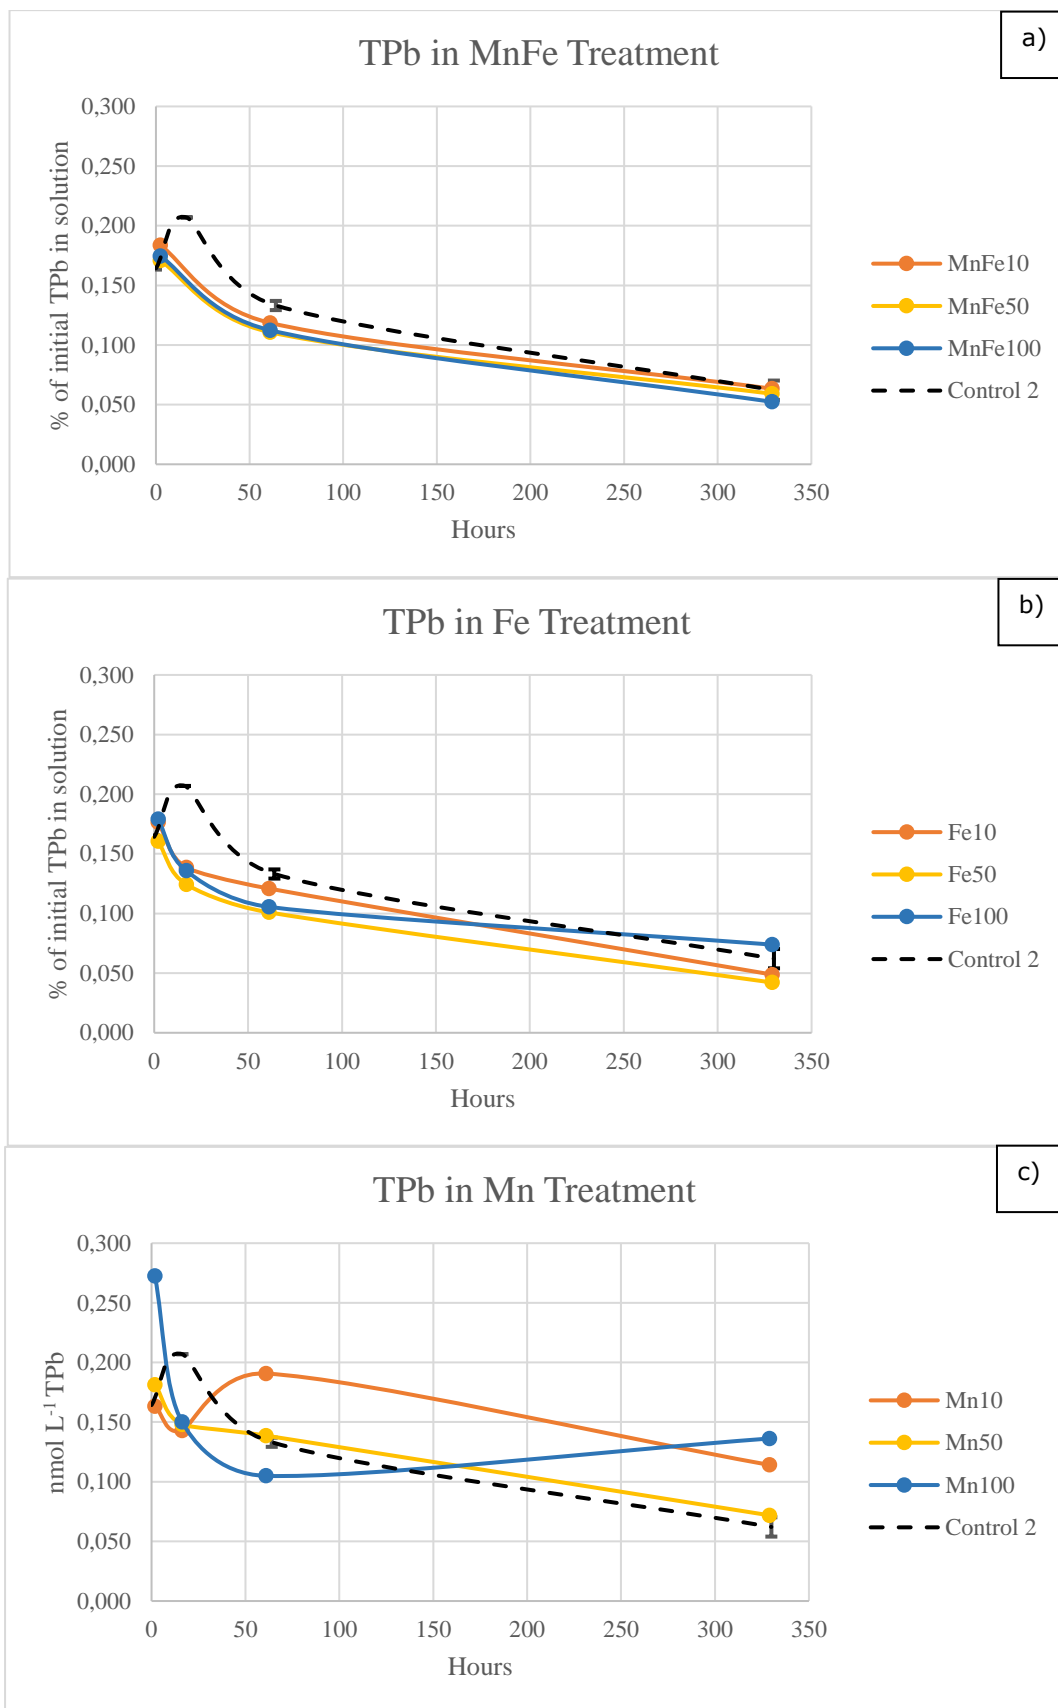 a)
TPb in MnFe Treatment
% of initial TPb in solution
0,300
0,250
0,200
0,150
0,100
0,050
0,000
0 50 100 150 200 250 300 350
Hours
MnFe10
MnFe50
MnFe100
Control 2
b)
TPb in Fe Treatment
% of initial TPb in solution
0,300
0,250
0,200
0,150
0,100
0,050
0,000
0 50 100 150 200 250 300 350
Hours
Fe10
Fe50
Fe100
Control 2
c)
TPb in Mn Treatment
nmol L⁻¹ TPb
0,300
0,250
0,200
0,150
0,100
0,050
0,000
0 50 100 150 200 250 300 350
Hours
Mn10
Mn50
Mn100
Control 2